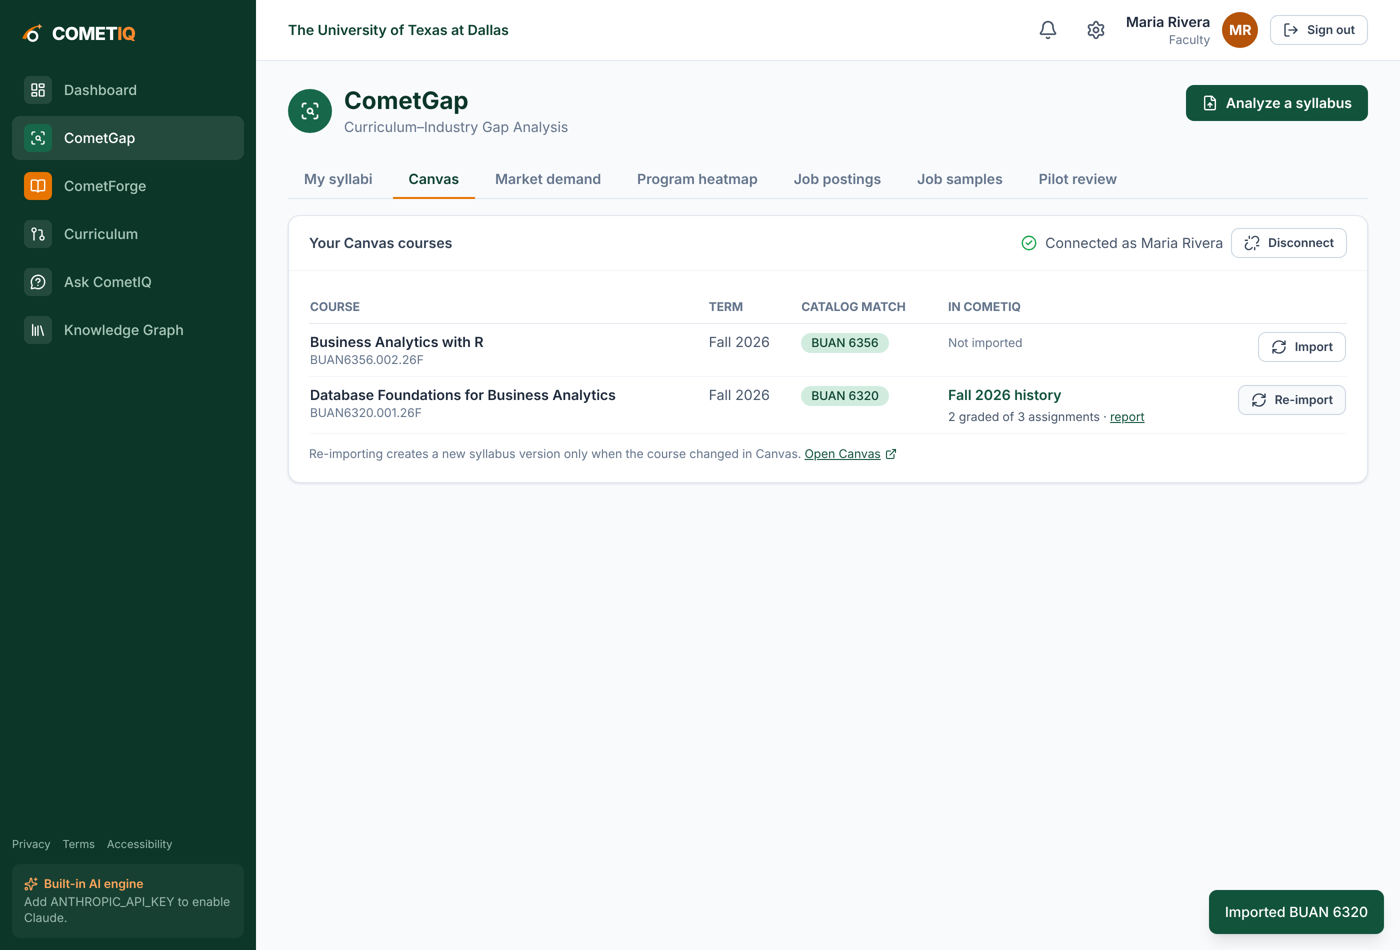 COMETIQ
The University of Texas at Dallas
Maria Rivera
Faculty
MR
Sign out
Dashboard
CometGap
CometForge
Curriculum
Ask CometIQ
Knowledge Graph
CometGap
Curriculum–Industry Gap Analysis
Analyze a syllabus
My syllabi Canvas Market demand Program heatmap Job postings Job samples Pilot review
Your Canvas courses
Connected as Maria Rivera
Disconnect
COURSE TERM CATALOG MATCH IN COMETIQ
Business Analytics with R Fall 2026 BUAN 6356 Not imported Import
BUAN6356.002.26F
Database Foundations for Business Analytics Fall 2026 BUAN 6320 Fall 2026 history Re-import
BUAN6320.001.26F 2 graded of 3 assignments · report
Re-importing creates a new syllabus version only when the course changed in Canvas. Open Canvas
Privacy Terms Accessibility
Built-in AI engine
Add ANTHROPIC_API_KEY to enable
Claude.
Imported BUAN 6320